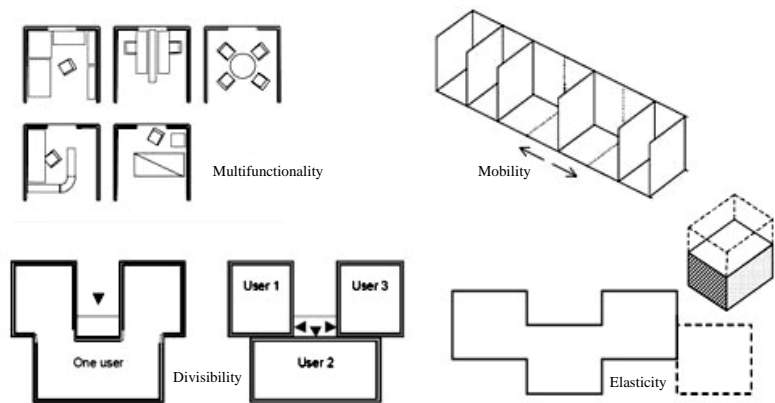 Multifunctionality
Mobility
User 1
User 3
One user
User 2
Divisibility
Elasticity